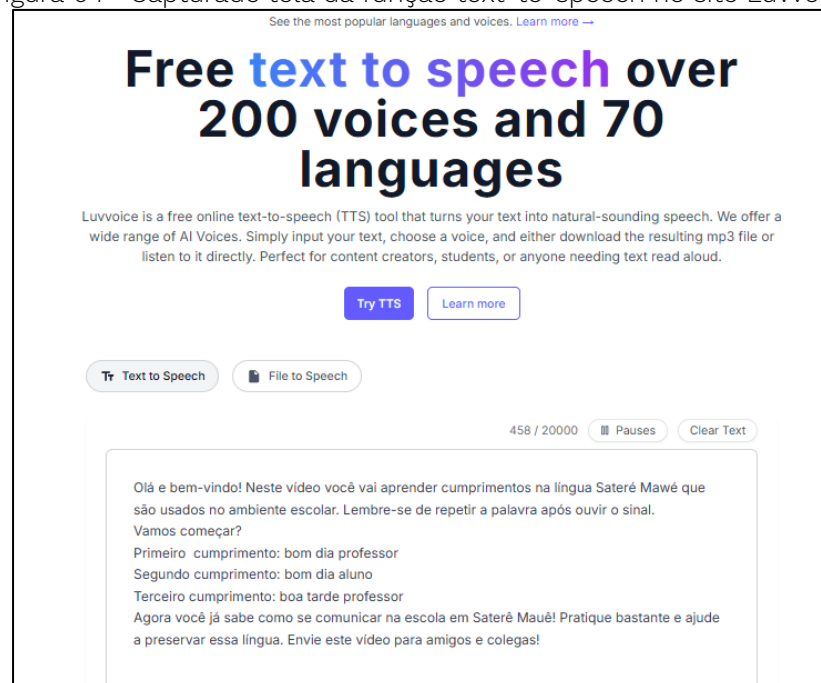 See the most popular languages and voices. Learn more →
Free text to speech over
200 voices and 70
languages
Luvvoice is a free online text-to-speech (TTS) tool that turns your text into natural-sounding speech. We offer a
wide range of AI Voices. Simply input your text, choose a voice, and either download the resulting mp3 file or
listen to it directly. Perfect for content creators, students, or anyone needing text read aloud.
Try TTS Learn more
Text to Speech File to Speech
458 / 20000 Pauses Clear Text
Olá e bem-vindo! Neste vídeo você vai aprender cumprimentos na língua Sateré Mawé que
são usados no ambiente escolar. Lembre-se de repetir a palavra após ouvir o sinal.
Vamos começar?
Primeiro  cumprimento: bom dia professor
Segundo cumprimento: bom dia aluno
Terceiro cumprimento: boa tarde professor
Agora você já sabe como se comunicar na escola em Saterê Mauê! Pratique bastante e ajude
a preservar essa língua. Envie este vídeo para amigos e colegas!